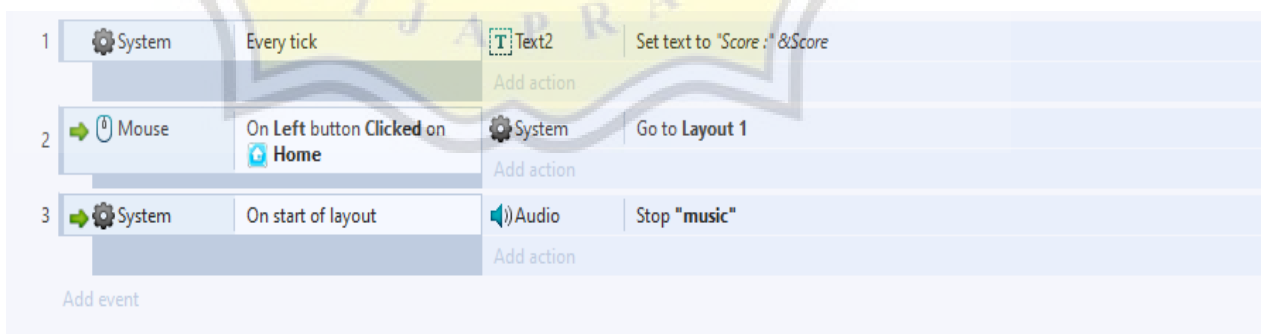 I J A P R A
1 System Every tick T Text2 Set text to "Score :" &Score
Add action
2 Mouse On Left button Clicked on System Go to Layout 1
Home
Add action
3 System On start of layout Audio Stop "music"
Add action
Add event